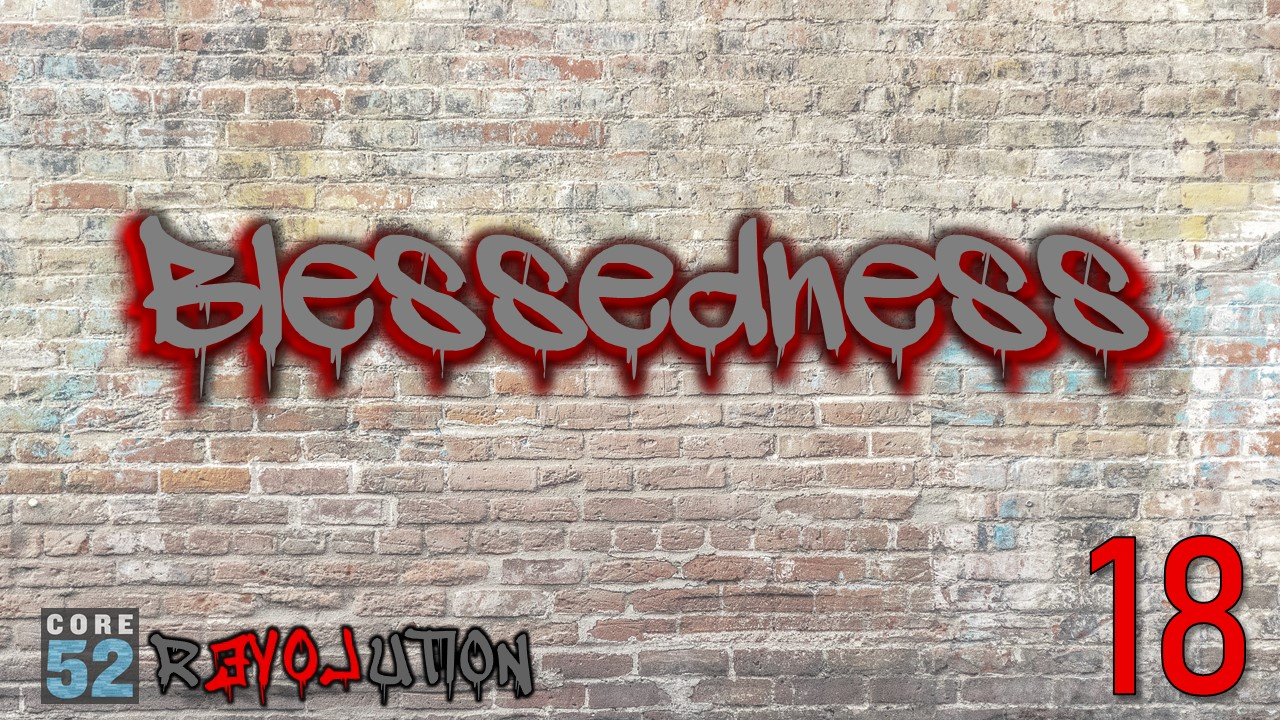 Blessedness
CORE
52
REVOLUTION
18